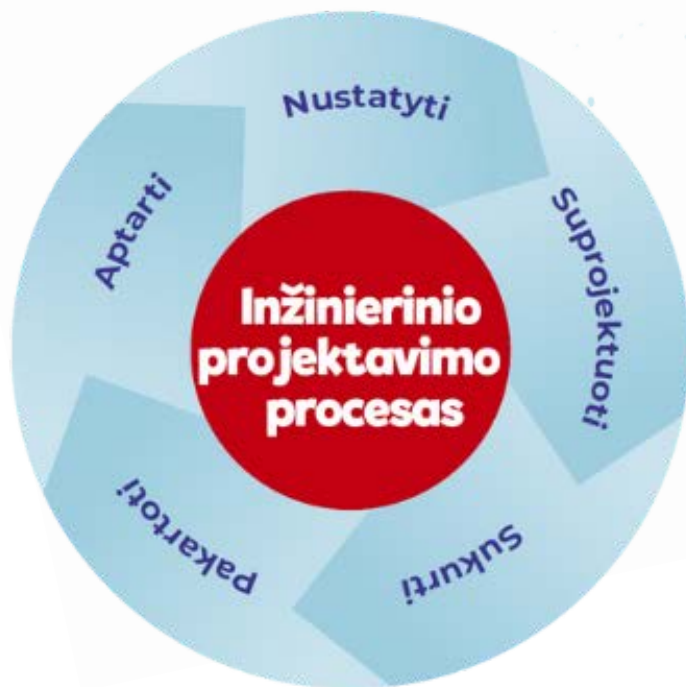 Nustatyti
Suprojektuoti
Sukurti
Pakartoti
Aptarti
Inžinierinio
projektavimo
procesas